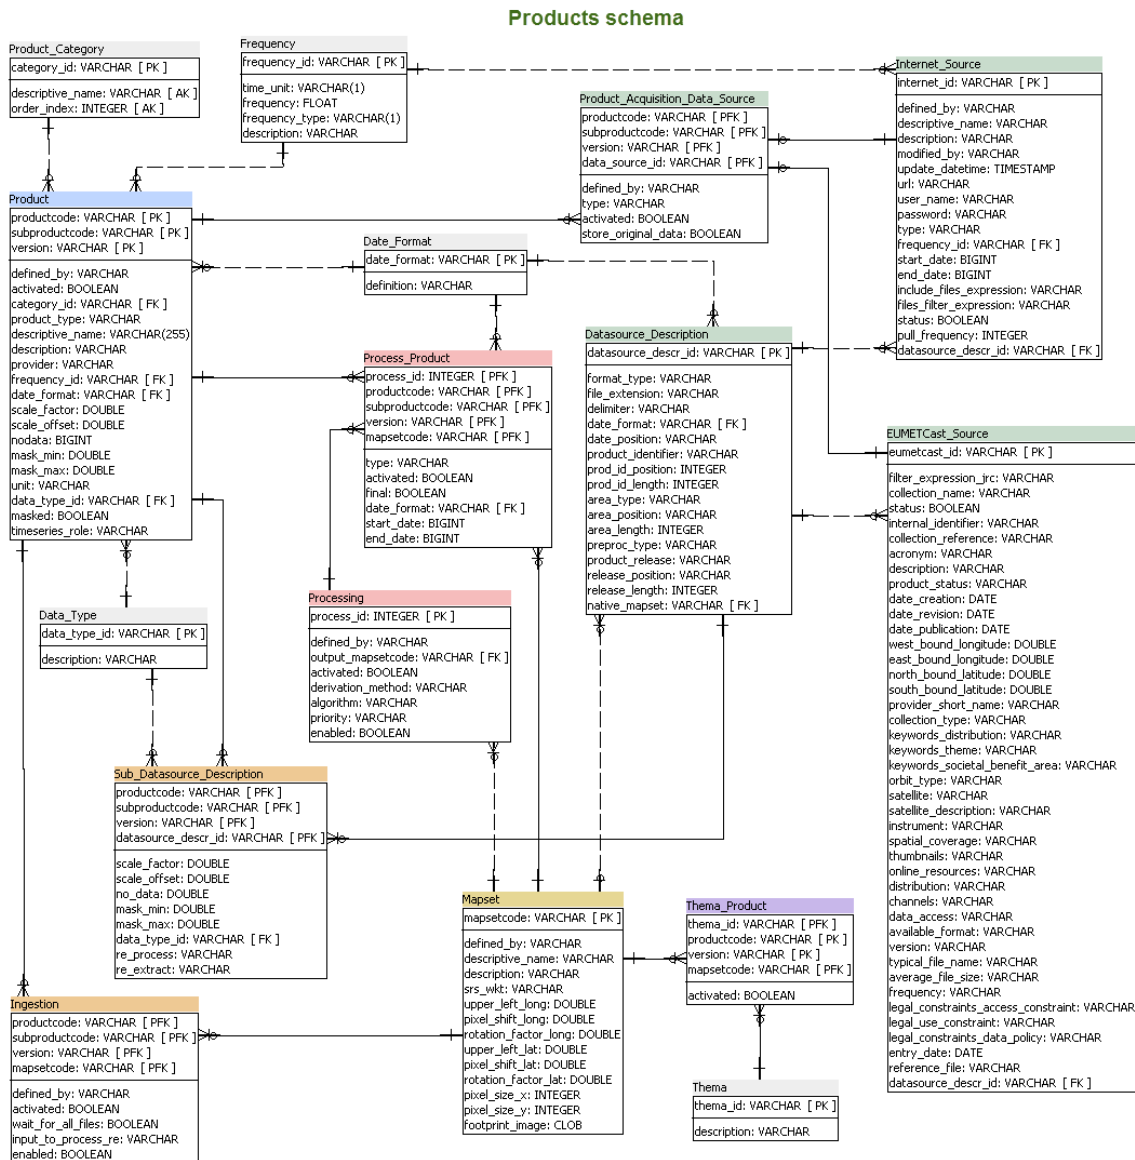 Products schema
Product_Category
category_id: VARCHAR [ PK ]
descriptive_name: VARCHAR [ AK ]
order_index: INTEGER [ AK ]
Frequency
frequency_id: VARCHAR [ PK ]
time_unit: VARCHAR(1)
frequency: FLOAT
frequency_type: VARCHAR(1)
description: VARCHAR
Product_Acquisition_Data_Source
productcode: VARCHAR [ PFK ]
subproductcode: VARCHAR [ PFK ]
version: VARCHAR [ PFK ]
data_source_id: VARCHAR [ PFK ]
defined_by: VARCHAR
type: VARCHAR
activated: BOOLEAN
store_original_data: BOOLEAN
Internet_Source
internet_id: VARCHAR [ PK ]
defined_by: VARCHAR
descriptive_name: VARCHAR
description: VARCHAR
modified_by: VARCHAR
update_datetime: TIMESTAMP
url: VARCHAR
user_name: VARCHAR
password: VARCHAR
type: VARCHAR
frequency_id: VARCHAR [ FK ]
start_date: BIGINT
end_date: BIGINT
include_files_expression: VARCHAR
files_filter_expression: VARCHAR
status: BOOLEAN
pull_frequency: INTEGER
datasource_descr_id: VARCHAR [ FK ]
Product
productcode: VARCHAR [ PK ]
subproductcode: VARCHAR [ PK ]
version: VARCHAR [ PK ]
defined_by: VARCHAR
activated: BOOLEAN
category_id: VARCHAR [ FK ]
product_type: VARCHAR
descriptive_name: VARCHAR(255)
description: VARCHAR
provider: VARCHAR
frequency_id: VARCHAR [ FK ]
date_format: VARCHAR [ FK ]
scale_factor: DOUBLE
scale_offset: DOUBLE
nodata: BIGINT
mask_min: DOUBLE
mask_max: DOUBLE
unit: VARCHAR
data_type_id: VARCHAR [ FK ]
masked: BOOLEAN
timeseries_role: VARCHAR
Date_Format
date_format: VARCHAR [ PK ]
definition: VARCHAR
Process_Product
process_id: INTEGER [ PFK ]
productcode: VARCHAR [ PFK ]
subproductcode: VARCHAR [ PFK ]
version: VARCHAR [ PFK ]
mapsetcode: VARCHAR [ PFK ]
type: VARCHAR
activated: BOOLEAN
final: BOOLEAN
date_format: VARCHAR [ FK ]
start_date: BIGINT
end_date: BIGINT
Datasource_Description
datasource_descr_id: VARCHAR [ PK ]
format_type: VARCHAR
file_extension: VARCHAR
delimiter: VARCHAR
date_format: VARCHAR [ FK ]
date_position: VARCHAR
product_identifier: VARCHAR
prod_id_position: INTEGER
prod_id_length: INTEGER
area_type: VARCHAR
area_position: VARCHAR
area_length: INTEGER
preproc_type: VARCHAR
product_release: VARCHAR
release_position: VARCHAR
release_length: INTEGER
native_mapset: VARCHAR [ FK ]
EUMETCast_Source
eumetcast_id: VARCHAR [ PK ]
filter_expression_jrc: VARCHAR
collection_name: VARCHAR
status: BOOLEAN
internal_identifier: VARCHAR
collection_reference: VARCHAR
acronym: VARCHAR
description: VARCHAR
product_status: VARCHAR
date_creation: DATE
date_revision: DATE
date_publication: DATE
west_bound_longitude: DOUBLE
east_bound_longitude: DOUBLE
north_bound_latitude: DOUBLE
south_bound_latitude: DOUBLE
provider_short_name: VARCHAR
collection_type: VARCHAR
keywords_distribution: VARCHAR
keywords_theme: VARCHAR
keywords_societal_benefit_area: VARCHAR
orbit_type: VARCHAR
satellite: VARCHAR
satellite_description: VARCHAR
instrument: VARCHAR
spatial_coverage: VARCHAR
thumbnails: VARCHAR
online_resources: VARCHAR
distribution: VARCHAR
channels: VARCHAR
data_access: VARCHAR
available_format: VARCHAR
version: VARCHAR
typical_file_name: VARCHAR
average_file_size: VARCHAR
frequency: VARCHAR
legal_constraints_access_constraint: VARCHAR
legal_use_constraint: VARCHAR
legal_constraints_data_policy: VARCHAR
entry_date: DATE
reference_file: VARCHAR
datasource_descr_id: VARCHAR [ FK ]
Data_Type
data_type_id: VARCHAR [ PK ]
description: VARCHAR
Processing
process_id: INTEGER [ PK ]
defined_by: VARCHAR
output_mapsetcode: VARCHAR [ FK ]
activated: BOOLEAN
derivation_method: VARCHAR
algorithm: VARCHAR
priority: VARCHAR
enabled: BOOLEAN
Sub_Datasource_Description
productcode: VARCHAR [ PFK ]
subproductcode: VARCHAR [ PFK ]
version: VARCHAR [ PFK ]
datasource_descr_id: VARCHAR [ PFK ]
scale_factor: DOUBLE
scale_offset: DOUBLE
no_data: DOUBLE
mask_min: DOUBLE
mask_max: DOUBLE
data_type_id: VARCHAR [ FK ]
re_process: VARCHAR
re_extract: VARCHAR
Mapset
mapsetcode: VARCHAR [ PK ]
defined_by: VARCHAR
descriptive_name: VARCHAR
description: VARCHAR
srs_wkt: VARCHAR
upper_left_long: DOUBLE
pixel_shift_long: DOUBLE
rotation_factor_long: DOUBLE
upper_left_lat: DOUBLE
pixel_shift_lat: DOUBLE
rotation_factor_lat: DOUBLE
pixel_size_x: INTEGER
pixel_size_y: INTEGER
footprint_image: CLOB
Thema_Product
thema_id: VARCHAR [ PFK ]
productcode: VARCHAR [ PK ]
version: VARCHAR [ PK ]
mapsetcode: VARCHAR [ PFK ]
activated: BOOLEAN
Ingestion
productcode: VARCHAR [ PFK ]
subproductcode: VARCHAR [ PFK ]
version: VARCHAR [ PFK ]
mapsetcode: VARCHAR [ PFK ]
defined_by: VARCHAR
activated: BOOLEAN
wait_for_all_files: BOOLEAN
input_to_process_re: VARCHAR
enabled: BOOLEAN
Thema
thema_id: VARCHAR [ PK ]
description: VARCHAR